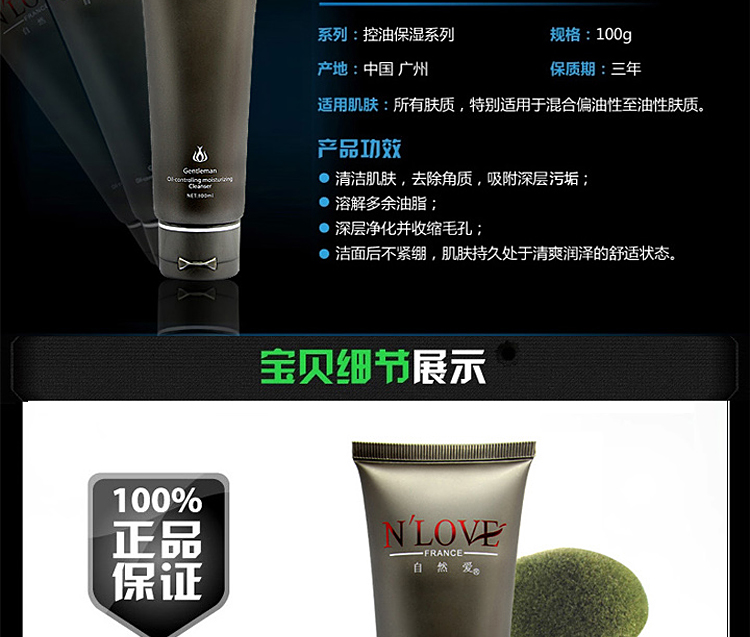 N'LO
系列：控油保湿系列
规格：100g
产地：中国 广州
保质期：三年
适用肌肤：所有肤质，特别适用于混合偏油性至油性肤质。
产品功效
清洁肌肤，去除角质，吸附深层污垢；
溶解多余油脂；
深层净化并收缩毛孔；
洁面后不紧绷，肌肤持久处于清爽润泽的舒适状态。
Gentleman
Oil-controling moisturizing
Cleanser
NET:100ml
宝贝细节展示
100%
正品
保证
N'LOVE
FRANCE
自然爱®